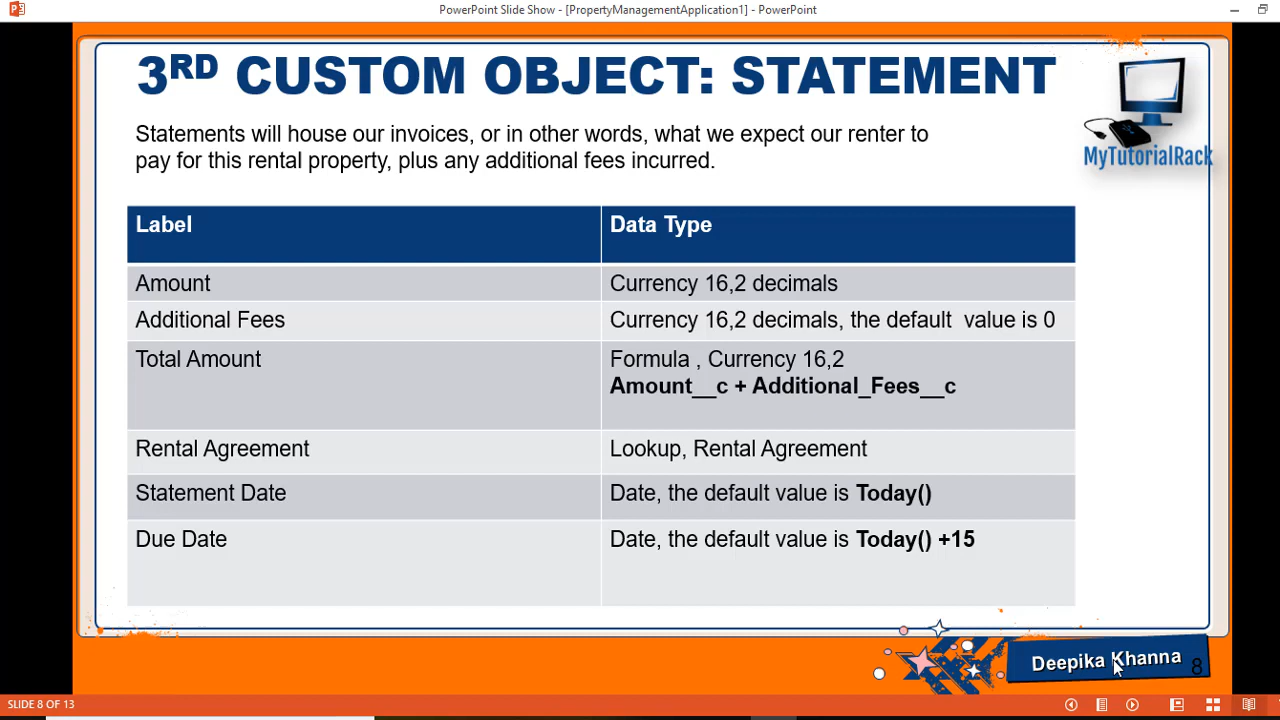 PowerPoint Slide Show - [PropertyManagementApplication1] - PowerPoint
3RD CUSTOM OBJECT: STATEMENT
MyTutorialRack
Statements will house our invoices, or in other words, what we expect our renter to
pay for this rental property, plus any additional fees incurred.
Label Data Type
Amount Currency 16,2 decimals
Additional Fees Currency 16,2 decimals, the default value is 0
Total Amount Formula , Currency 16,2
Amount__c + Additional_Fees__c
Rental Agreement Lookup, Rental Agreement
Statement Date Date, the default value is Today()
Due Date Date, the default value is Today() +15
Deepika Khanna
8
SLIDE 8 OF 13